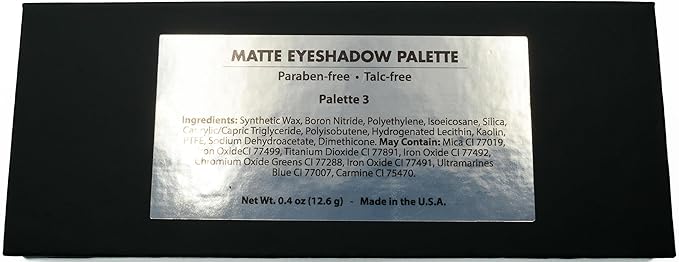 MATTE EYESHADOW PALETTE
Paraben-free • Talc-free
Palette 3
Ingredients: Synthetic Wax, Boron Nitride, Polyethylene, Isoeicosane, Silica,
Caprylic/Capric Triglyceride, Polyisobutene, Hydrogenated Lecithin, Kaolin,
PTFE, Sodium Dehydroacetate, Dimethicone. May Contain: Mica CI 77019,
Iron OxideCI 77499, Titanium Dioxide CI 77891, Iron Oxide CI 77492,
Chromium Oxide Greens CI 77288, Iron Oxide CI 77491, Ultramarines
Blue CI 77007, Carmine CI 75470.
Net Wt. 0.4 oz (12.6 g) - Made in the U.S.A.